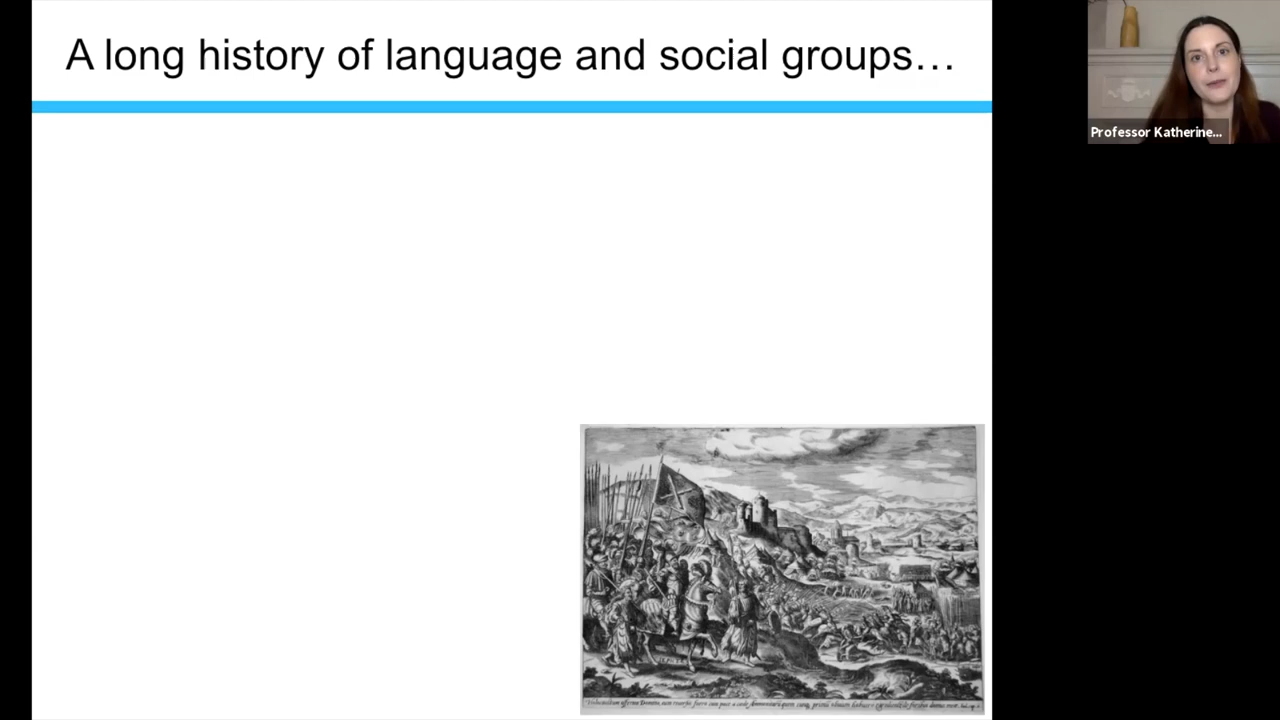 A long history of language and social groups…
Professor Katherine...